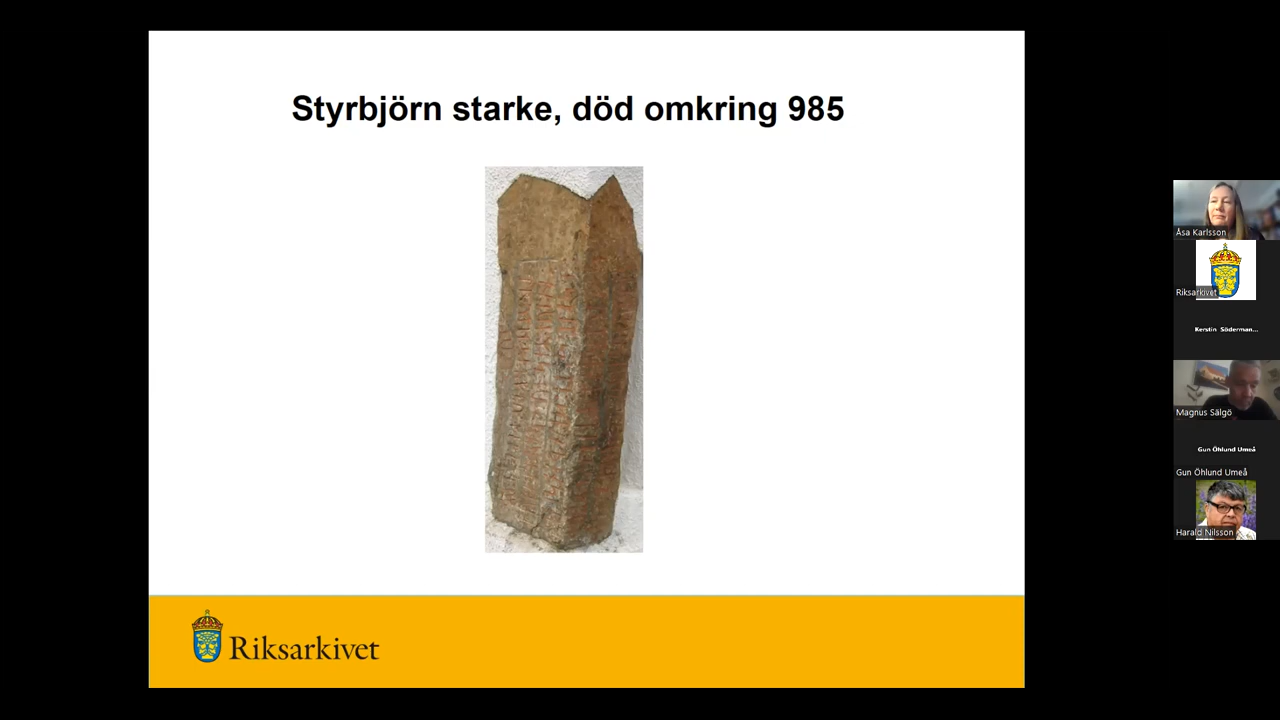 Styrbjörn starke, död omkring 985
Riksarkivet
Åsa Karlsson
Riksarkivet
Kerstin Söderman...
Magnus Sälgö
Gun Öhlund Umeå
Gun Öhlund Umeå
Harald Nilsson